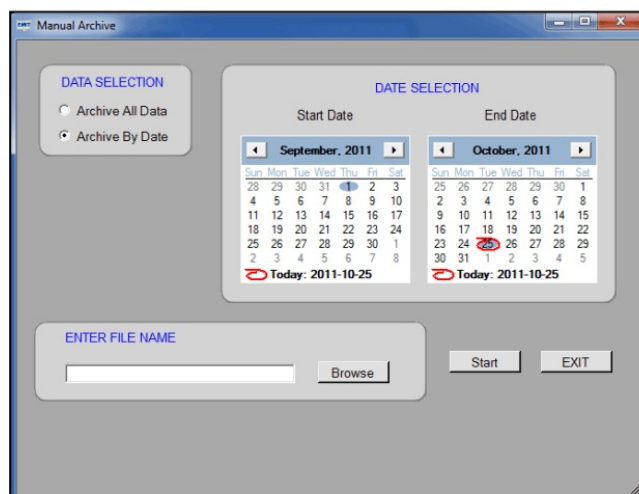 Manual Archive
DATA SELECTION
Archive All Data
Archive By Date
DATE SELECTION
Start Date
End Date
September, 2011
Sun Mon Tue Wed Thu Fri Sat
28 29 30 31 1 2 3
4 5 6 7 8 9 10
11 12 13 14 15 16 17
18 19 20 21 22 23 24
25 26 27 28 29 30 1
2 3 4 5 6 7 8
Today: 2011-10-25
October, 2011
Sun Mon Tue Wed Thu Fri Sat
25 26 27 28 29 30 1
2 3 4 5 6 7 8
9 10 11 12 13 14 15
16 17 18 19 20 21 22
23 24 25 26 27 28 29
30 31 1 2 3 4 5
Today: 2011-10-25
ENTER FILE NAME
Browse
Start
EXIT